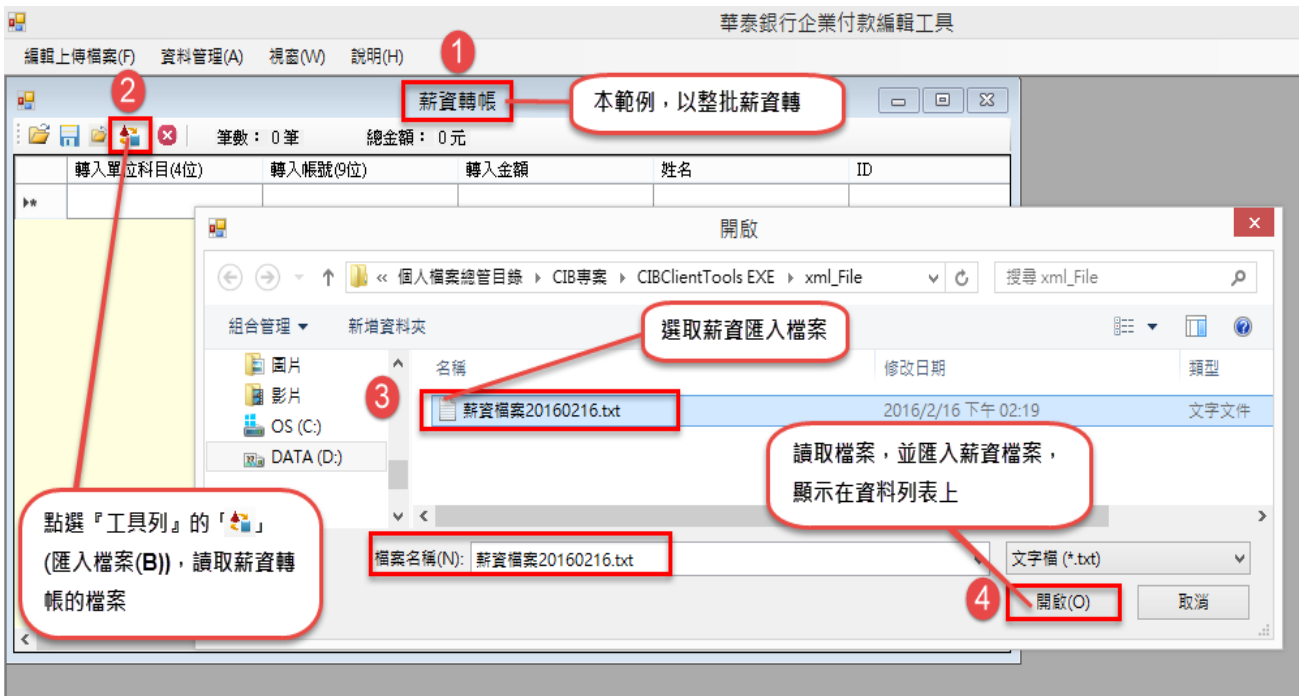 華泰銀行企業付款編輯工具
編輯上傳檔案(F) 資料管理(A) 視窗(W) 說明(H)
1
2
薪資轉帳
本範例，以整批薪資轉
筆數： 0 筆 總金額： 0 元
轉入單位科目(4位) 轉入帳號(9位) 轉入金額 姓名 ID
開啟
« 個人檔案總管目錄 CIB專案 CIBClientTools EXE xml_File
搜尋 xml_File
組合管理 新增資料夾
選取薪資匯入檔案
圖片
影片
OS (C:)
DATA (D:)
名稱 修改日期 類型
3
薪資檔案20160216.txt 2016/2/16 下午 02:19 文字文件
讀取檔案，並匯入薪資檔案，
顯示在資料列表上
點選『工具列』的「」
(匯入檔案(B))，讀取薪資轉
帳的檔案
檔案名稱(N): 薪資檔案20160216.txt 文字檔 (*.txt)
4
開啟(O) 取消